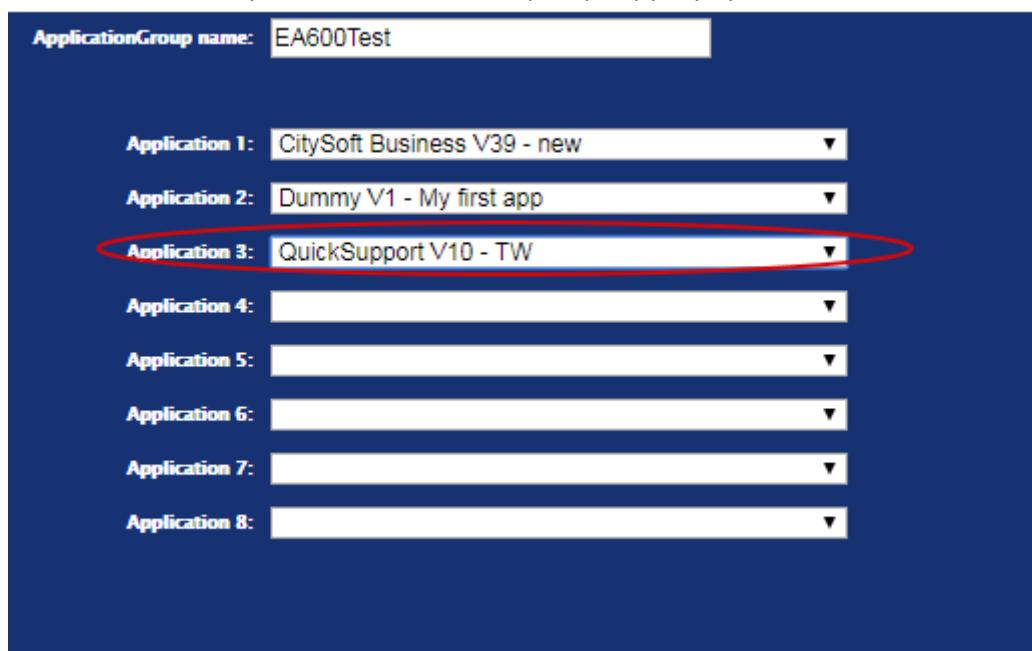 ApplicationGroup name: EA600Test
Application 1: CitySoft Business V39 - new
Application 2: Dummy V1 - My first app
Application 3: QuickSupport V10 - TW
Application 4:
Application 5:
Application 6:
Application 7:
Application 8: